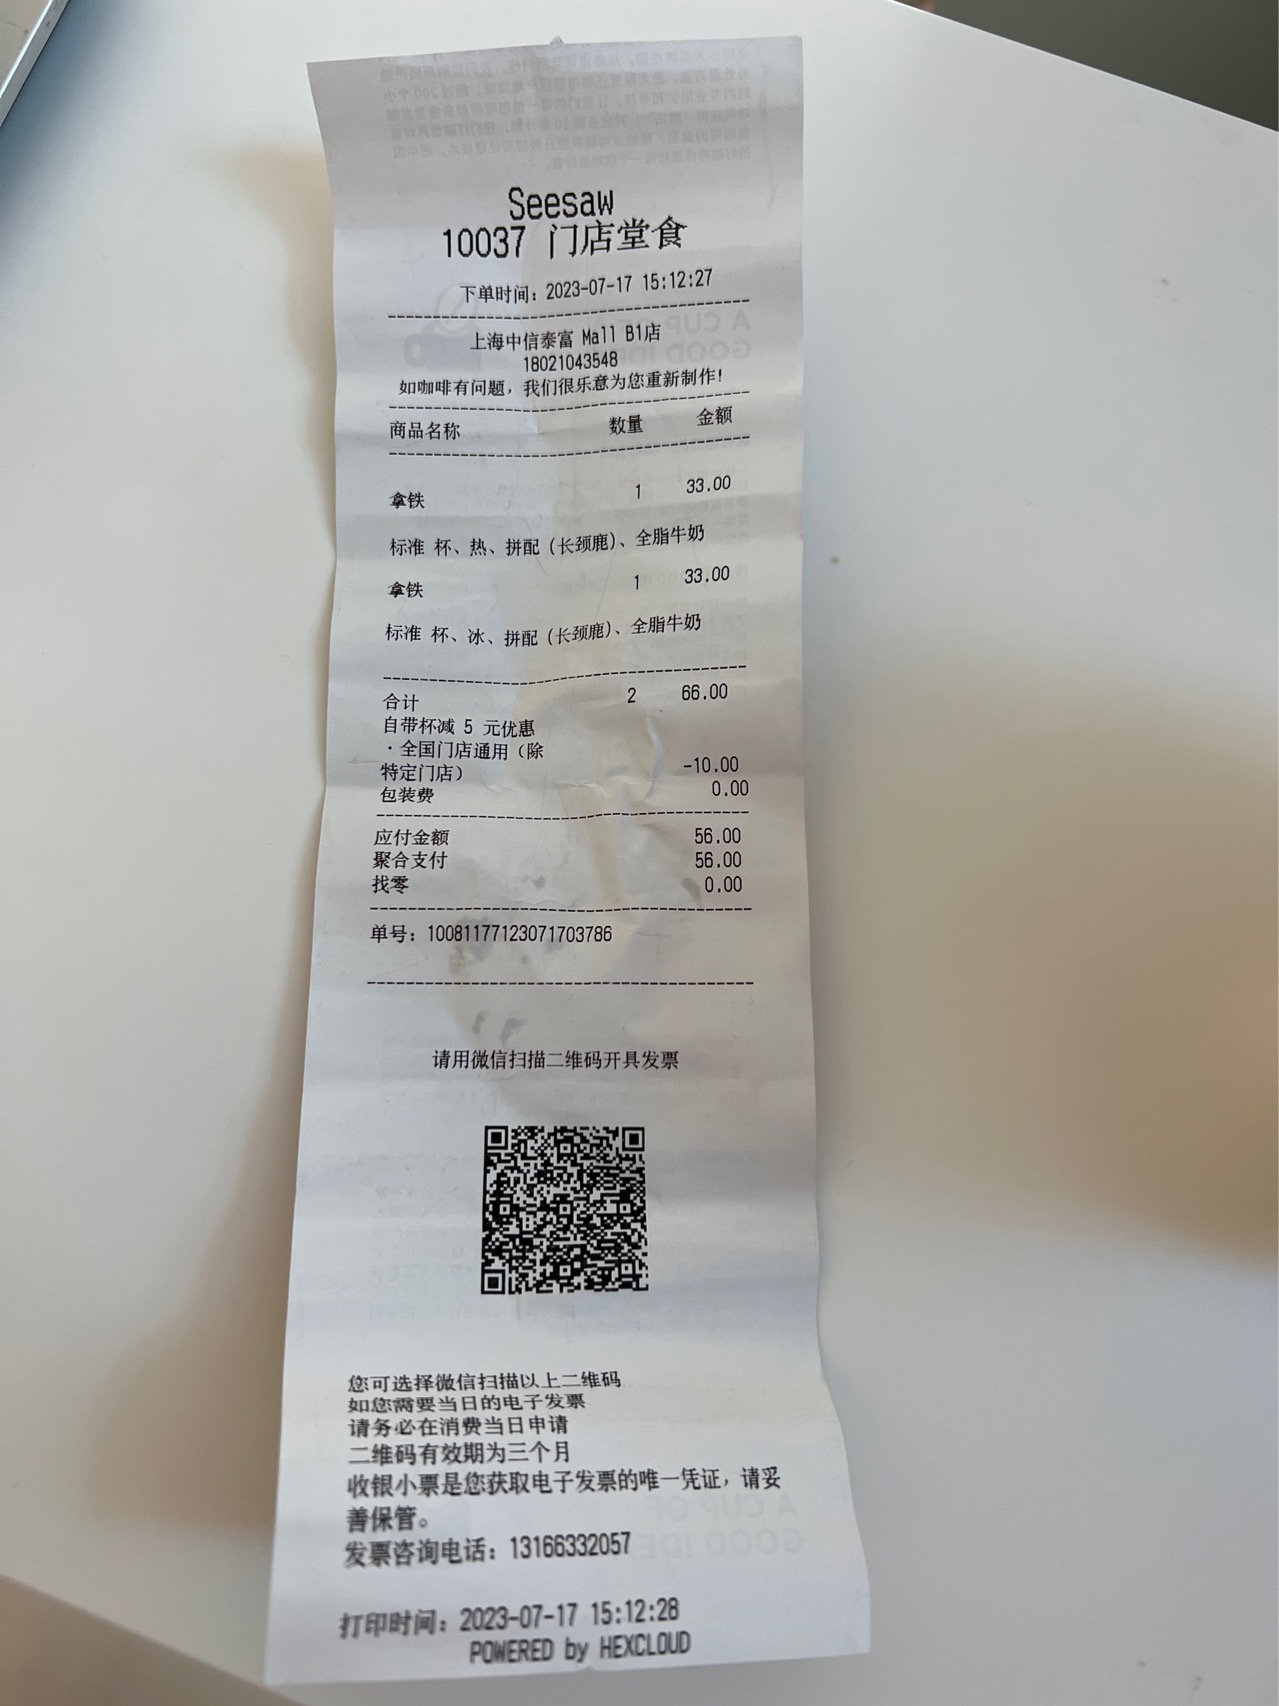 Seesaw
10037 门店堂食
下单时间：2023-07-17 15:12:27
上海中信泰富 Mall B1店
18021043548
如咖啡有问题，我们很乐意为您重新制作！
商品名称 数量 金额
拿铁 1 33.00
标准 杯、热、拼配（长颈鹿）、全脂牛奶
拿铁 1 33.00
标准 杯、冰、拼配（长颈鹿）、全脂牛奶
合计 2 66.00
自带杯减 5 元优惠
·全国门店通用（除
特定门店） -10.00
包装费 0.00
应付金额 56.00
聚合支付 56.00
找零 0.00
单号：10081177123071703786
请用微信扫描二维码开具发票
您可选择微信扫描以上二维码
如您需要当日的电子发票
请务必在消费当日申请
二维码有效期为三个月
收银小票是您获取电子发票的唯一凭证，请妥
善保管。
发票咨询电话：13166332057
打印时间：2023-07-17 15:12:28
POWERED by HEXCLOUD